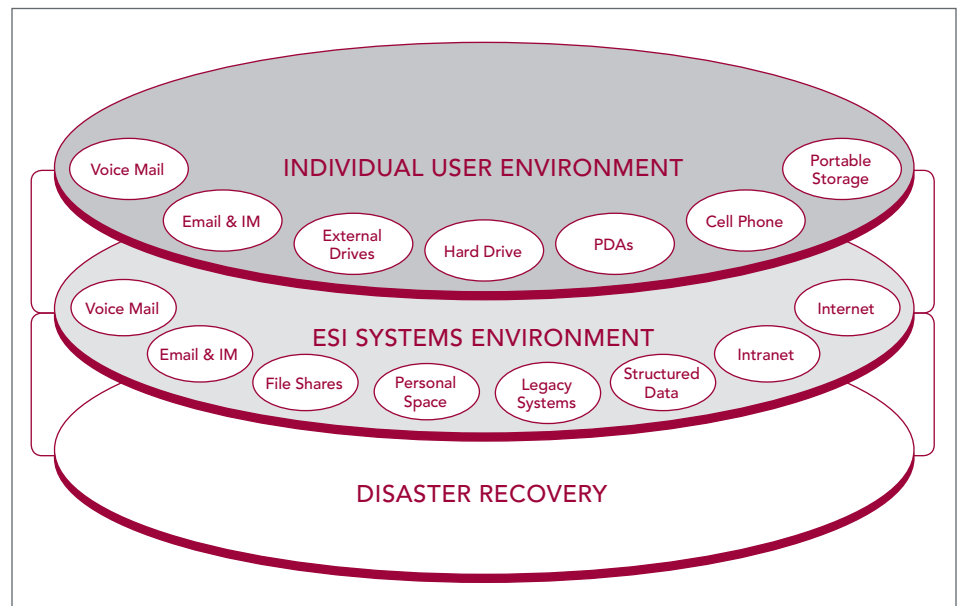 INDIVIDUAL USER ENVIRONMENT
Voice Mail
Email & IM
External
Drives
Hard Drive
PDAs
Cell Phone
Portable
Storage
ESI SYSTEMS ENVIRONMENT
Voice Mail
Email & IM
File Shares
Personal
Space
Legacy
Systems
Structured
Data
Intranet
Internet
DISASTER RECOVERY